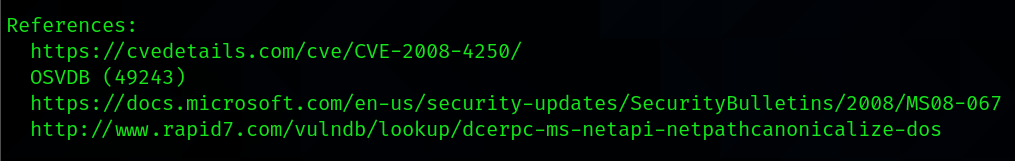 References:
https://cvedetails.com/cve/CVE-2008-4250/
OSVDB (49243)
https://docs.microsoft.com/en-us/security-updates/SecurityBulletins/2008/MS08-067
http://www.rapid7.com/vulndb/lookup/dcerpc-ms-netapi-netpathcanonicalize-dos